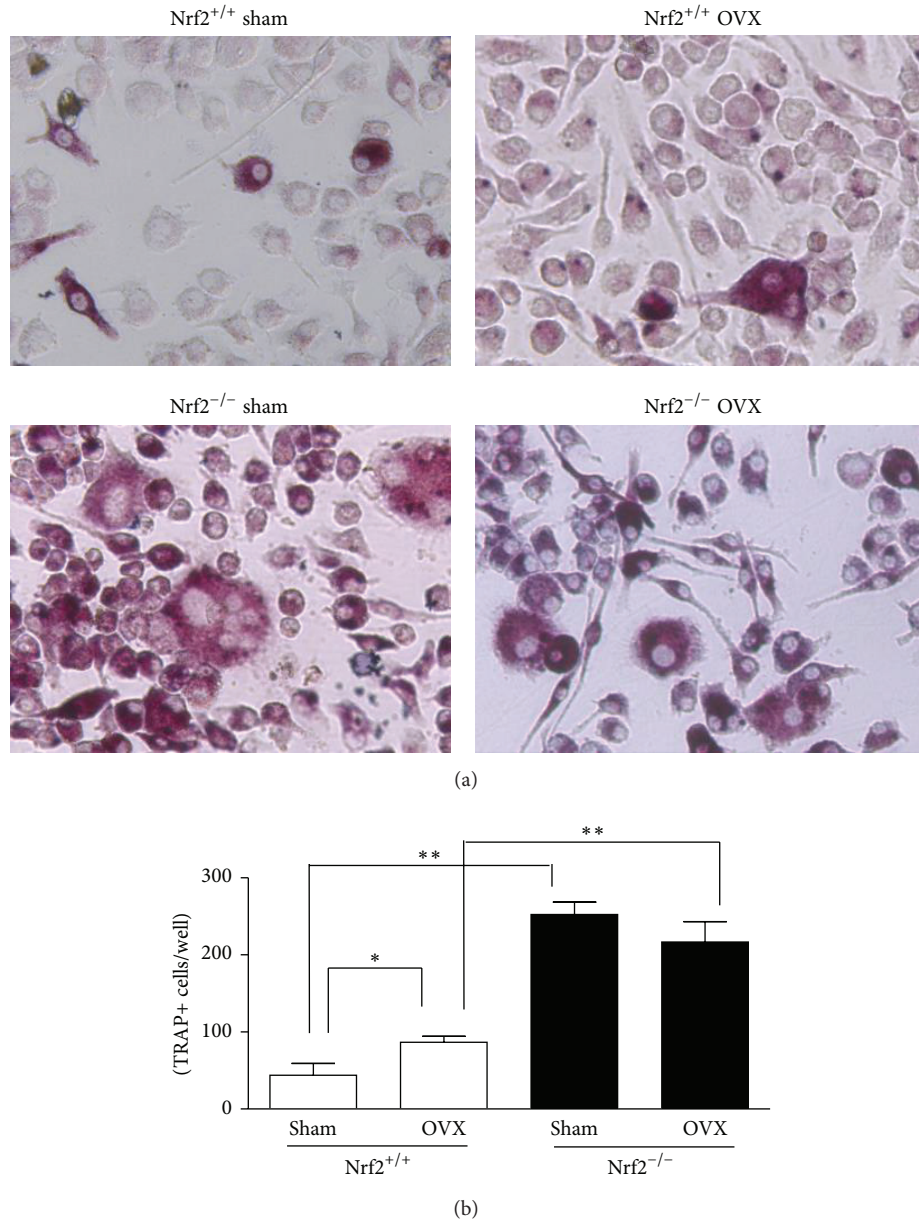 Nrf2+/+ sham
Nrf2+/+ OVX
Nrf2−/− sham
Nrf2−/− OVX
(a)
(TRAP+ cells/well)
300
200
100
0
**
**
*
Sham
OVX
Sham
OVX
Nrf2+/+
Nrf2−/−
(b)